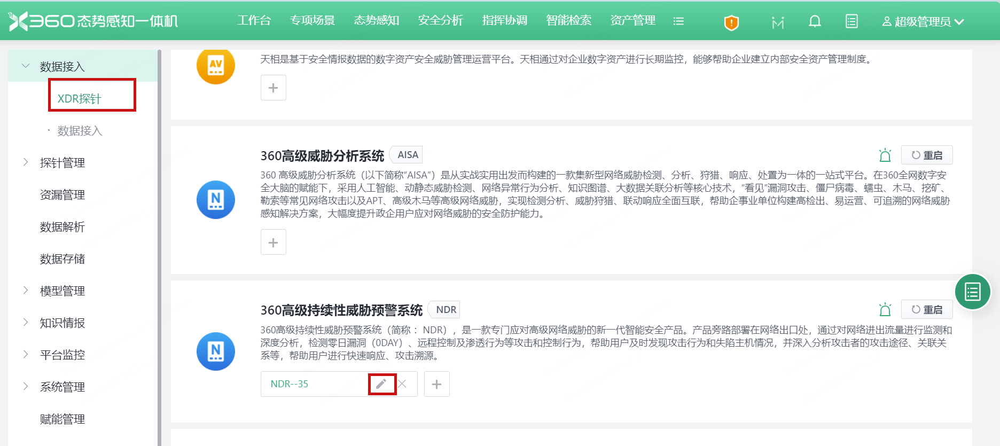 360态势感知一体机
工作台 专项场景 态势感知 安全分析 指挥协调 智能检索 资产管理 超级管理员
数据接入
XDR探针
· 数据接入
探针管理
资漏管理
数据解析
数据存储
模型管理
知识情报
平台监控
系统管理
赋能管理
AV
天相是基于安全情报数据的数字资产安全威胁管理运营平台。天相通过对企业数字资产进行长期监控，能够帮助企业建立内部安全资产管理制度。
360高级威胁分析系统 AISA 重启
N
360 高级威胁分析系统（以下简称“AISA”）是从实战实用出发而构建的一款集新型网络威胁检测、分析、狩猎、响应、处置为一体的一站式平台。在360全网数字安
全大脑的赋能下，采用人工智能、动静态威胁检测、网络异常行为分析、知识图谱、大数据关联分析等核心技术，“看见”漏洞攻击、僵尸病毒、蠕虫、木马、挖矿、
勒索等常见网络攻击以及APT、高级木马等高级网络威胁，实现检测分析、威胁狩猎、联动响应全面互联，帮助企事业单位构建高检出、易运营、可追溯的网络威胁
感知解决方案，大幅度提升政企用户应对网络威胁的安全防护能力。
360高级持续性威胁预警系统 NDR 重启
N
360高级持续性威胁预警系统（简称 ：NDR），是一款专门应对高级网络威胁的新一代智能安全产品。产品旁路部署在网络出口处，通过对网络进出流量进行监测和
深度分析，检测零日漏洞（0DAY）、远程控制及渗透行为等攻击和控制行为，帮助用户及时发现攻击行为和失陷主机情况，并深入分析攻击者的攻击途径、关联关
系等，帮助用户进行快速响应、攻击溯源。
NDR--35